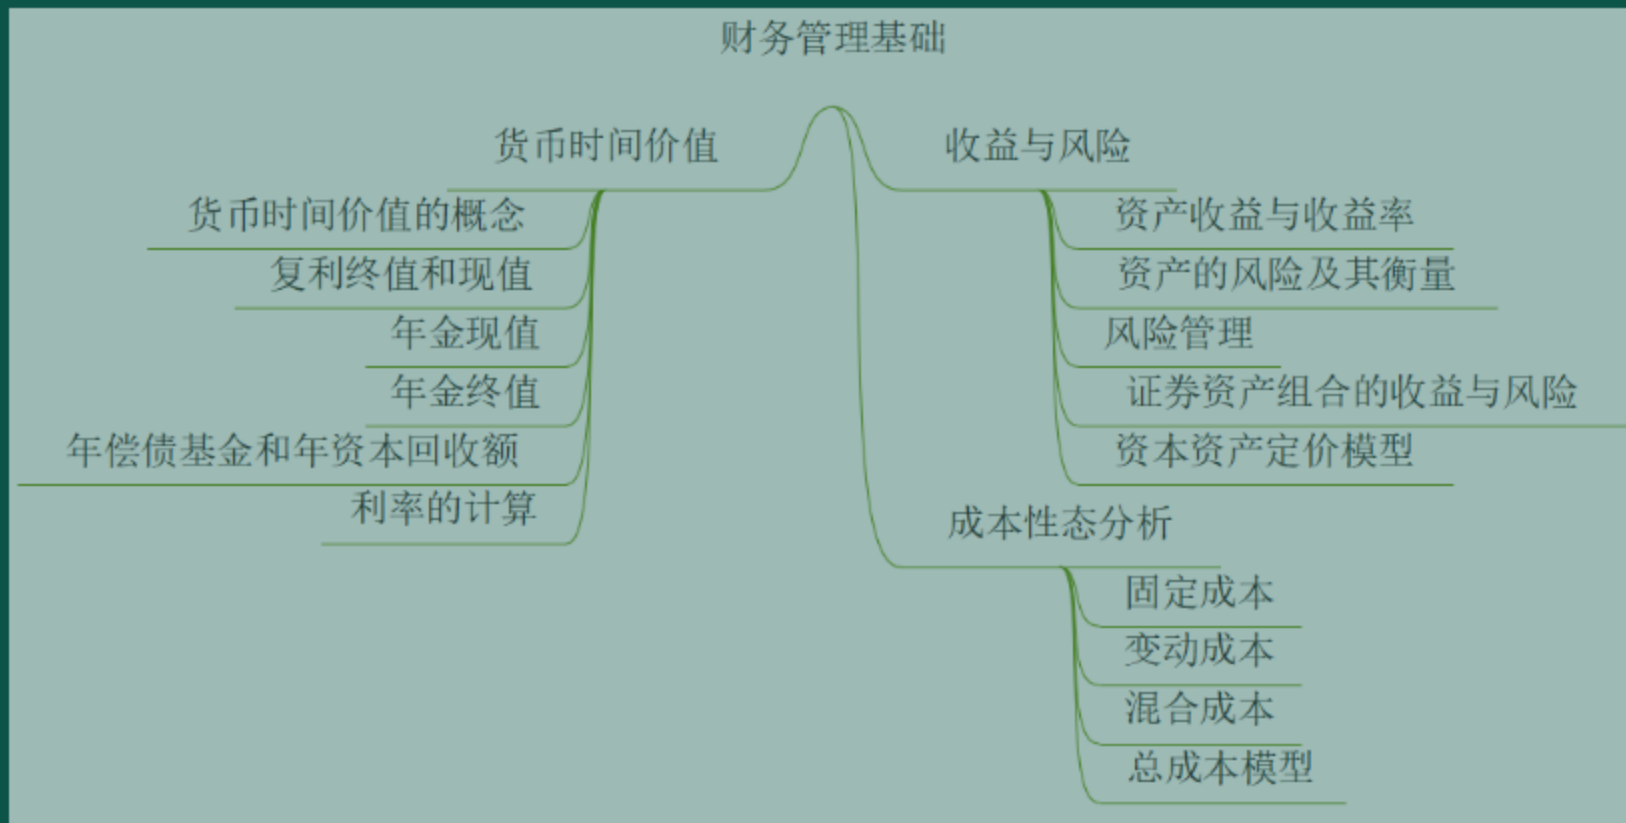 财务管理基础
货币时间价值
货币时间价值的概念
复利终值和现值
年金现值
年金终值
年偿债基金和年资本回收额
利率的计算
收益与风险
资产收益与收益率
资产的风险及其衡量
风险管理
证券资产组合的收益与风险
资本资产定价模型
成本性态分析
固定成本
变动成本
混合成本
总成本模型